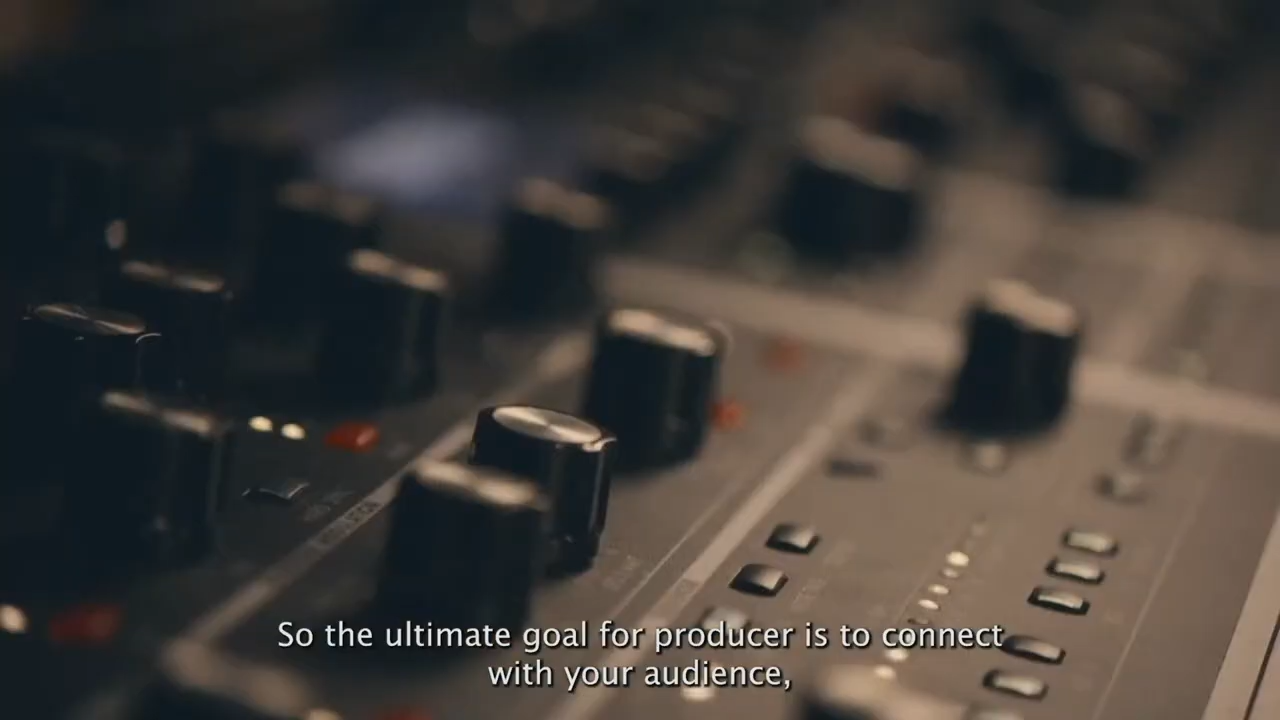 So the ultimate goal for producer is to connect
with your audience,